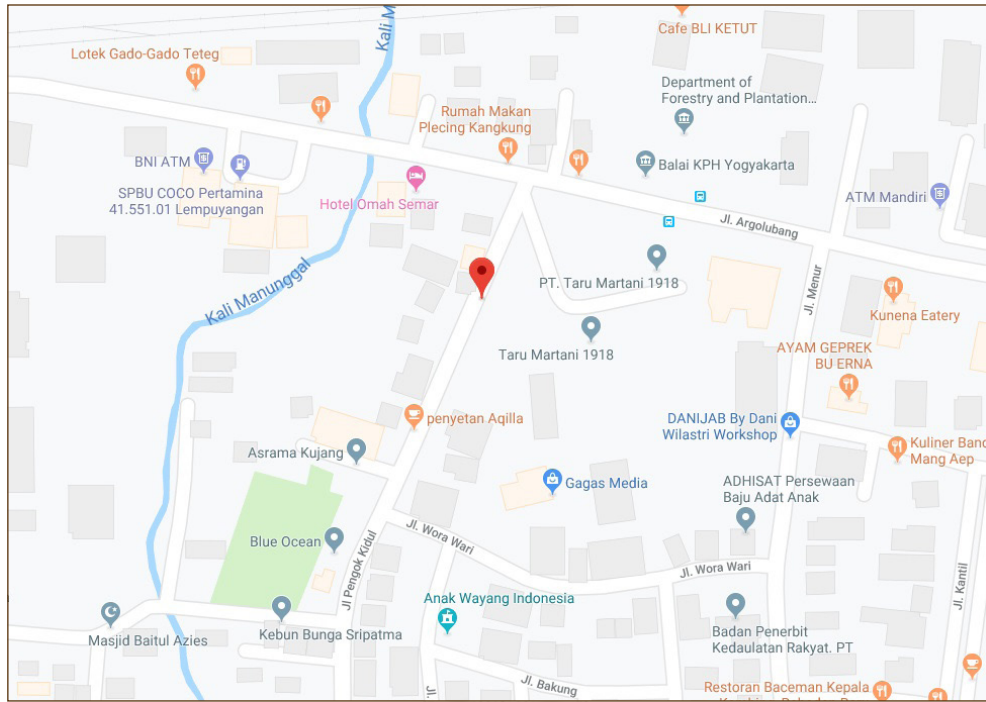 Kali M
Cafe BLI KETUT
Lotek Gado-Gado Teteg
Department of
Forestry and Plantation...
Rumah Makan
Plecing Kangkung
BNI ATM
Balai KPH Yogyakarta
SPBU COCO Pertamina
41.551.01 Lempuyangan
Hotel Omah Semar
ATM Mandiri
Jl. Argolubang
Kali Manunggal
PT. Taru Martani 1918
Jl. Menur
Kunena Eatery
Taru Martani 1918
AYAM GEPREK
BU ERNA
penyetan Aqilla
DANIJAB By Dani
Wilastri Workshop
Asrama Kujang
Kuliner Band
Mang Aep
Gagas Media
ADHISAT Persewaan
Baju Adat Anak
Blue Ocean
Jl. Wora Wari
Jl Pengok Kidul
Jl. Wora Wari
Jl. Kantil
Anak Wayang Indonesia
Masjid Baitul Azies
Kebun Bunga Sripatma
Badan Penerbit
Kedaulatan Rakyat. PT
Jl.
Jl. Bakung
Restoran Baceman Kepala